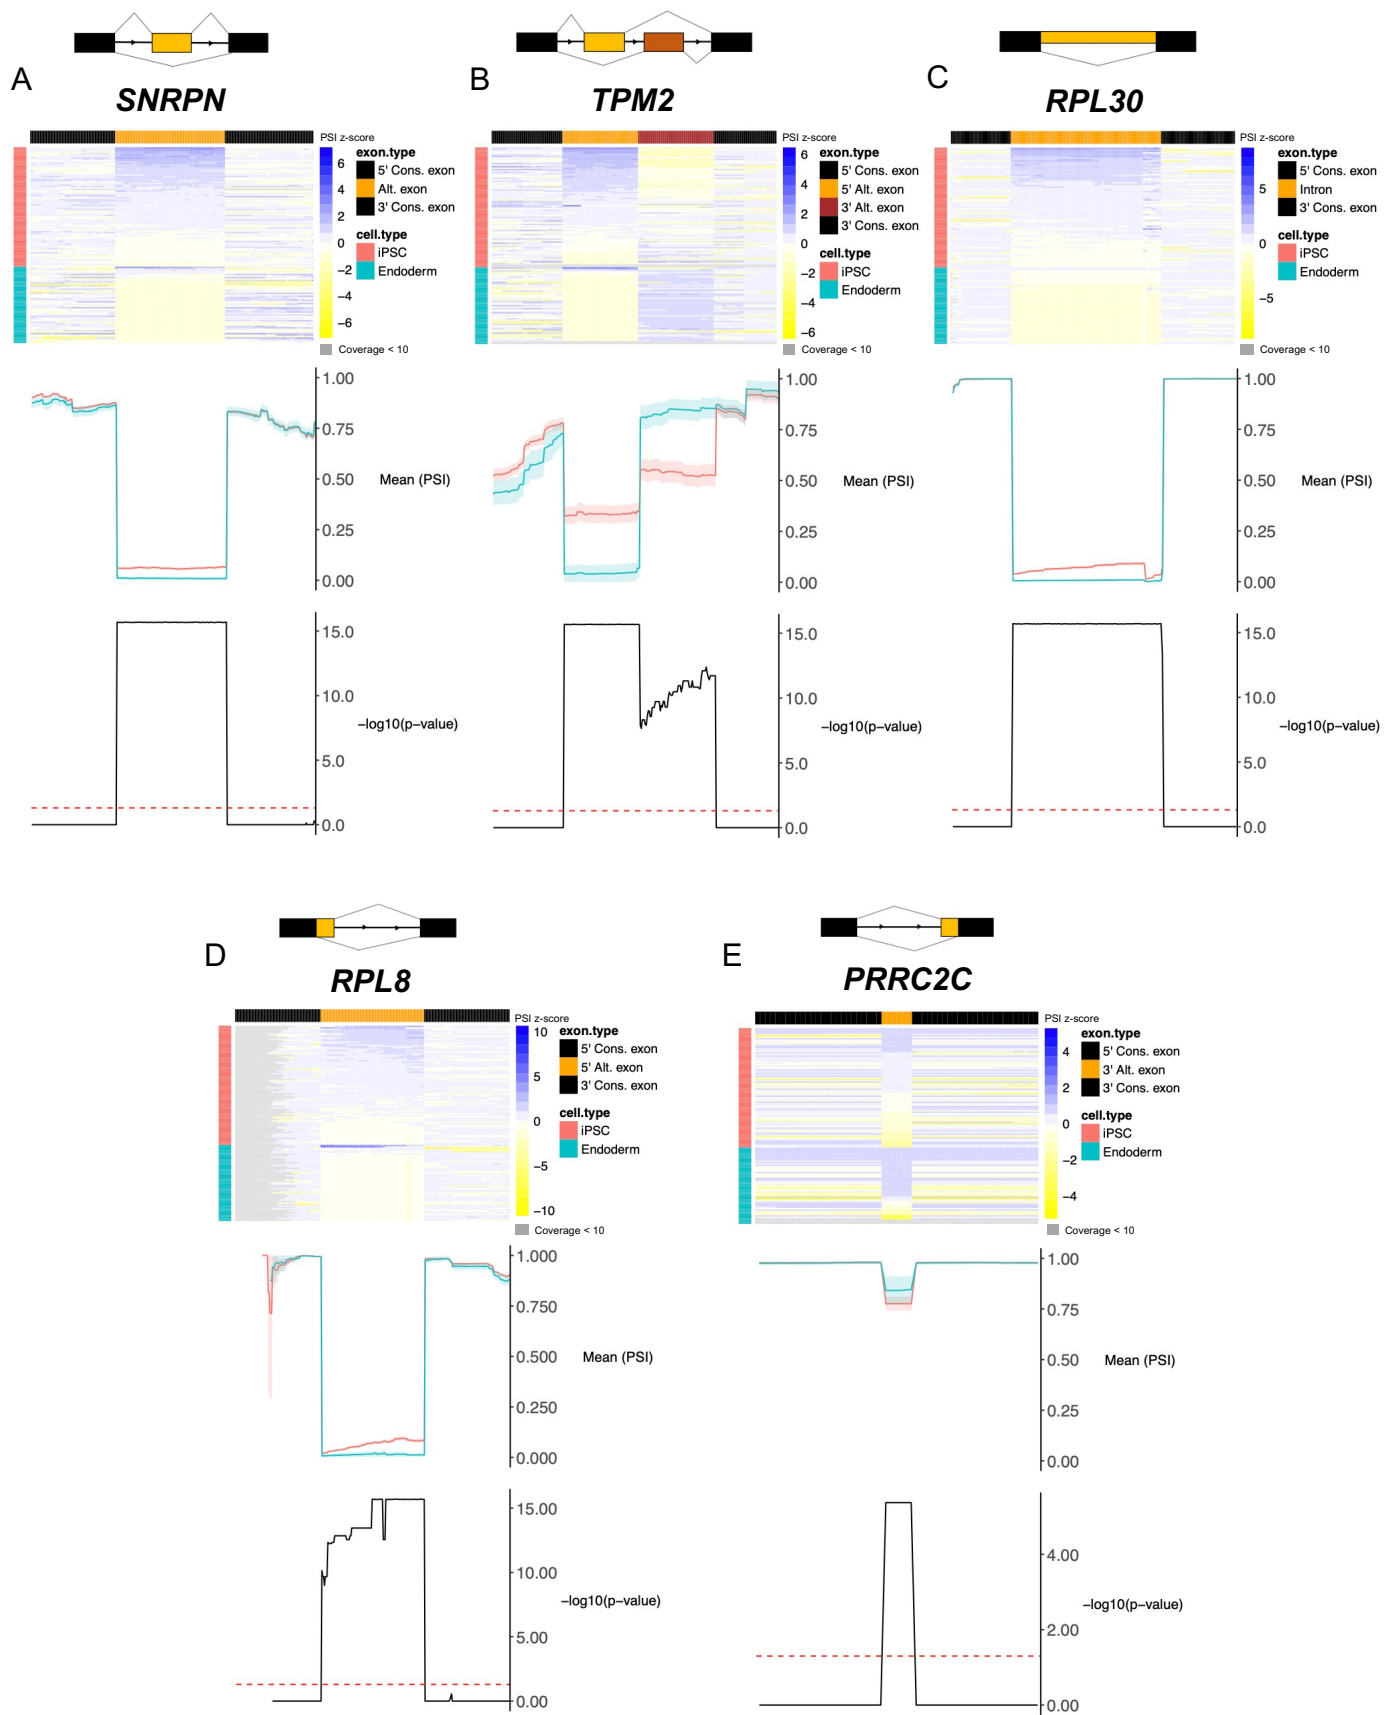 A
SNRPN
PSI z-score
6
4
2
0
−2
−4
−6
exon.type
5' Cons. exon
Alt. exon
3' Cons. exon
cell.type
iPSC
Endoderm
Coverage < 10
1.00
0.75
0.50
0.25
0.00
Mean (PSI)
15.0
10.0
5.0
0.0
−log10(p−value)
B
TPM2
PSI z-score
6
4
2
0
−2
−4
−6
exon.type
5' Cons. exon
5' Alt. exon
3' Alt. exon
3' Cons. exon
cell.type
iPSC
Endoderm
Coverage < 10
1.00
0.75
0.50
0.25
0.00
Mean (PSI)
15.0
10.0
5.0
0.0
−log10(p−value)
C
RPL30
PSI z-score
5
0
−5
exon.type
5' Cons. exon
Intron
3' Cons. exon
cell.type
iPSC
Endoderm
Coverage < 10
1.00
0.75
0.50
0.25
0.00
Mean (PSI)
15.0
10.0
5.0
0.0
−log10(p−value)
D
RPL8
PSI z-score
10
5
0
−5
−10
exon.type
5' Cons. exon
5' Alt. exon
3' Cons. exon
cell.type
iPSC
Endoderm
Coverage < 10
1.000
0.750
0.500
0.250
0.000
Mean (PSI)
15.00
10.00
5.00
0.00
−log10(p−value)
E
PRRC2C
PSI z-score
4
2
0
−2
−4
exon.type
5' Cons. exon
3' Alt. exon
3' Cons. exon
cell.type
iPSC
Endoderm
Coverage < 10
1.00
0.75
0.50
0.25
0.00
Mean (PSI)
4.00
2.00
0.00
−log10(p−value)